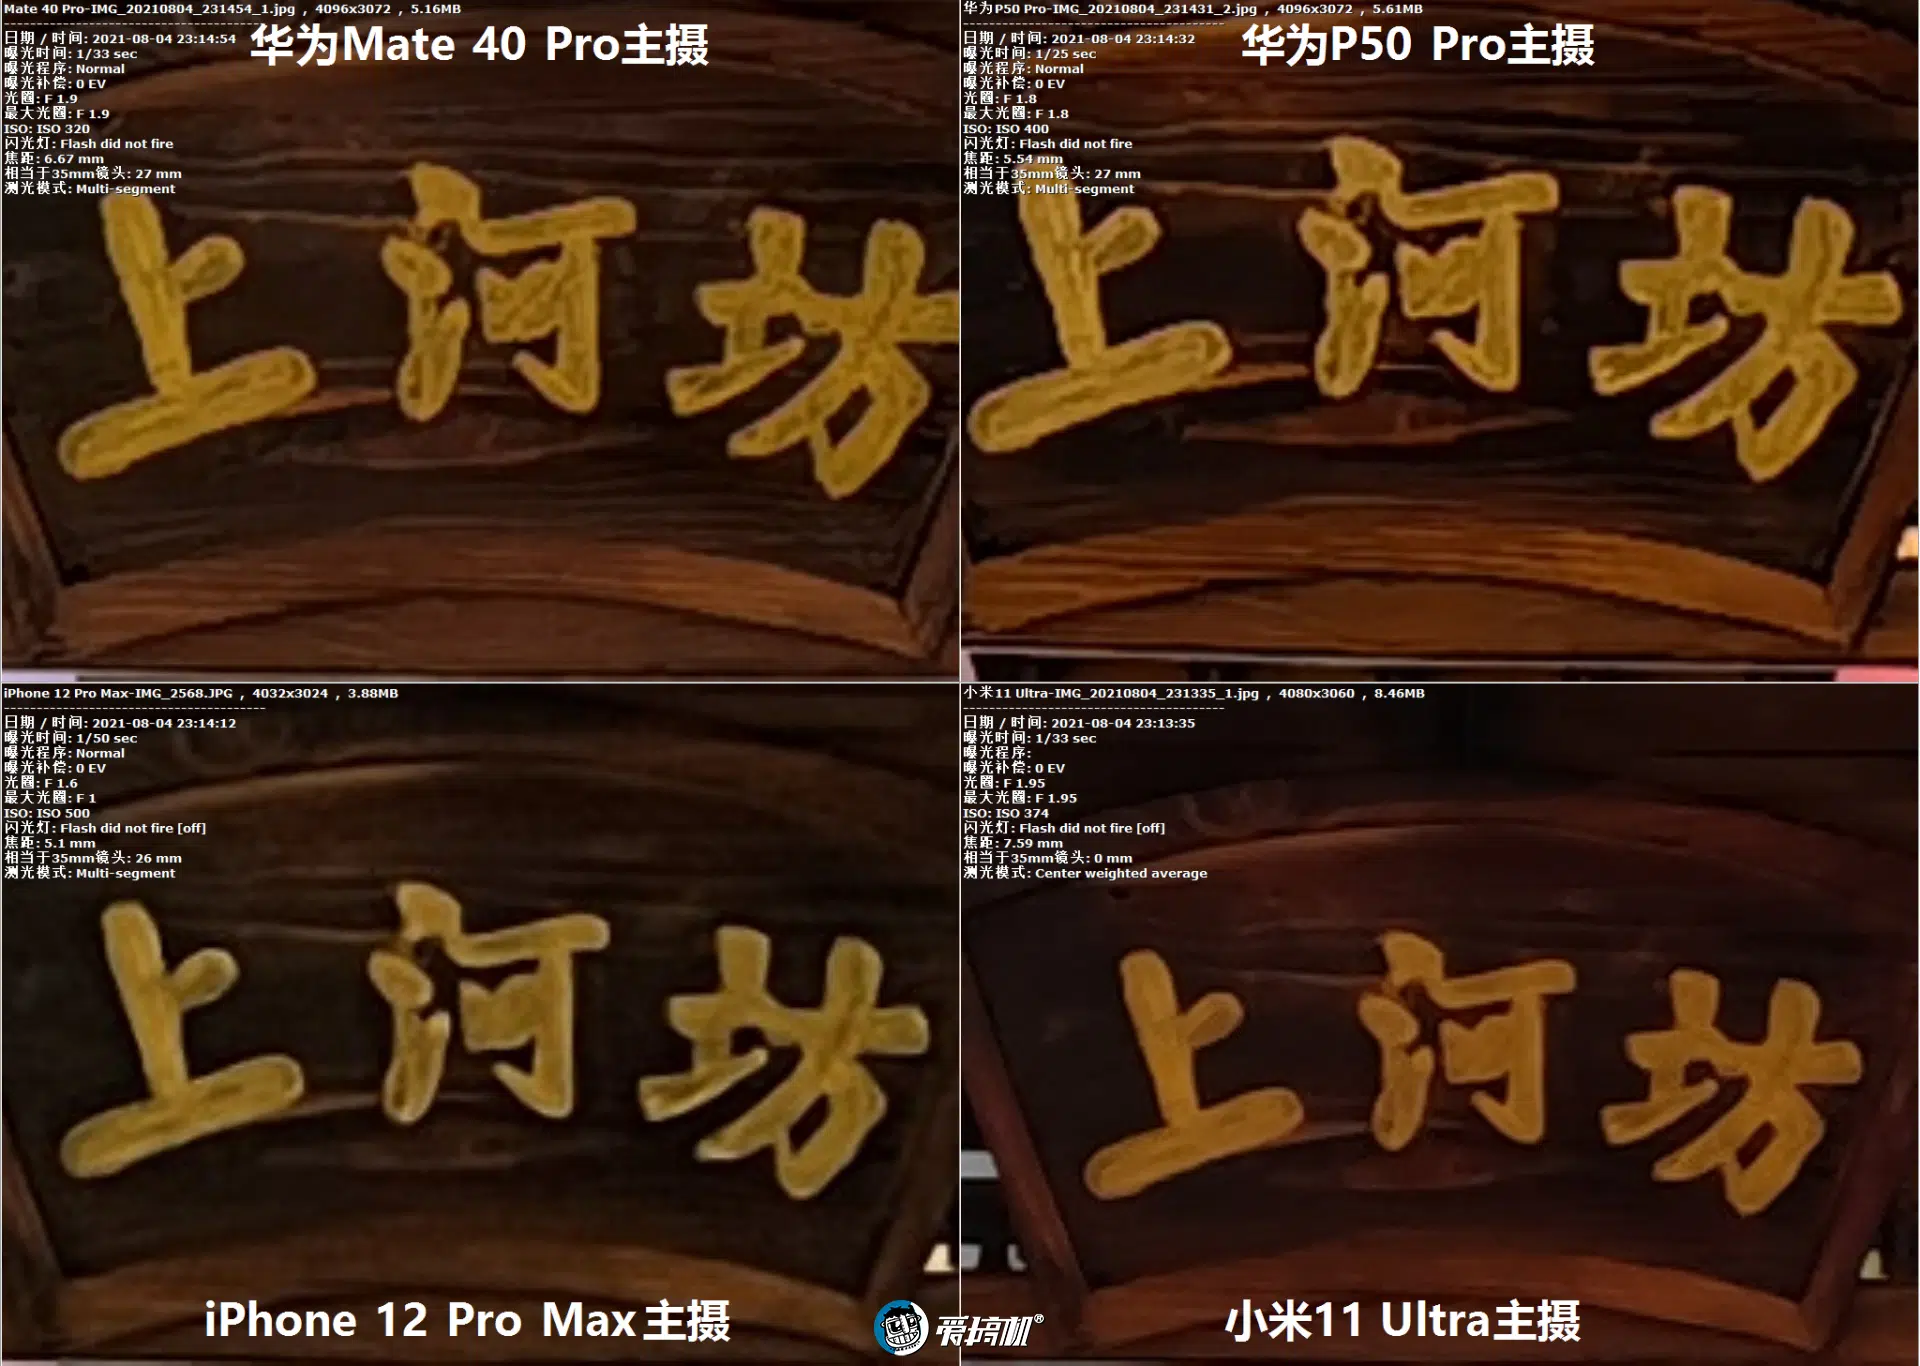 Mate 40 Pro-IMG_20210804_231454_1.jpg , 4096x3072 , 5.16MB
----------------------------------------
日期 / 时间: 2021-08-04 23:14:54
曝光时间: 1/33 sec
曝光程序: Normal
曝光补偿: 0 EV
光圈: F 1.9
最大光圈: F 1.9
ISO: ISO 320
闪光灯: Flash did not fire
焦距: 6.67 mm
相当于35mm镜头: 27 mm
测光模式: Multi-segment
华为Mate 40 Pro主摄
上河坊
华为P50 Pro-IMG_20210804_231431_2.jpg , 4096x3072 , 5.61MB
----------------------------------------
日期 / 时间: 2021-08-04 23:14:32
曝光时间: 1/25 sec
曝光程序: Normal
曝光补偿: 0 EV
光圈: F 1.8
最大光圈: F 1.8
ISO: ISO 400
闪光灯: Flash did not fire
焦距: 5.54 mm
相当于35mm镜头: 27 mm
测光模式: Multi-segment
华为P50 Pro主摄
上河坊
iPhone 12 Pro Max-IMG_2568.JPG , 4032x3024 , 3.88MB
----------------------------------------
日期 / 时间: 2021-08-04 23:14:12
曝光时间: 1/50 sec
曝光程序: Normal
曝光补偿: 0 EV
光圈: F 1.6
最大光圈: F 1
ISO: ISO 500
闪光灯: Flash did not fire [off]
焦距: 5.1 mm
相当于35mm镜头: 26 mm
测光模式: Multi-segment
上河坊
iPhone 12 Pro Max主摄
小米11 Ultra-IMG_20210804_231335_1.jpg , 4080x3060 , 8.46MB
----------------------------------------
日期 / 时间: 2021-08-04 23:13:35
曝光时间: 1/33 sec
曝光程序:
曝光补偿: 0 EV
光圈: F 1.95
最大光圈: F 1.95
ISO: ISO 374
闪光灯: Flash did not fire [off]
焦距: 7.59 mm
相当于35mm镜头: 0 mm
测光模式: Center weighted average
上河坊
小米11 Ultra主摄
爱搞机®